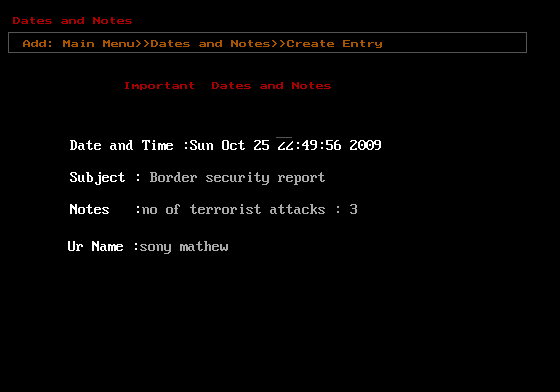 Dates and Notes
Add: Main Menu>>Dates and Notes>>Create Entry
Important Dates and Notes
Date and Time :Sun Oct 25 22:49:56 2009
Subject : Border security report
Notes :no of terrorist attacks : 3
Ur Name :sony mathew